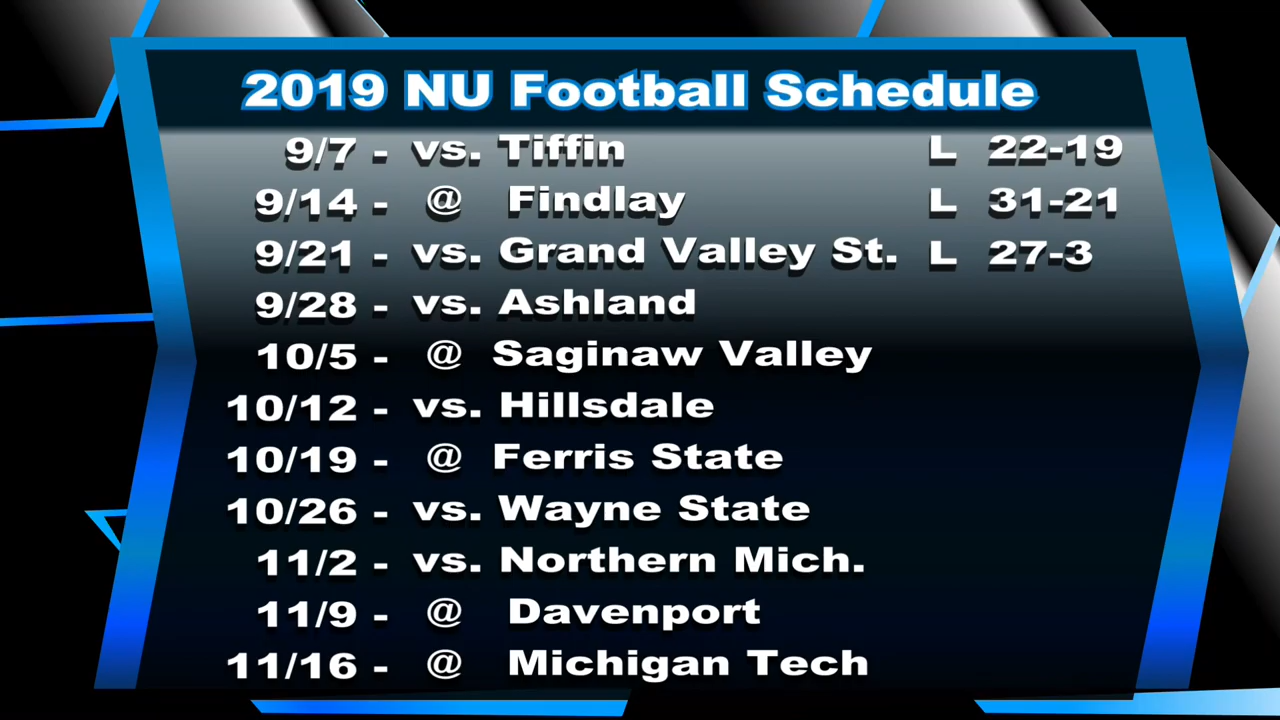 2019 NU Football Schedule
9/7 - vs. Tiffin L 22-19
9/14 - @ Findlay L 31-21
9/21 - vs. Grand Valley St. L 27-3
9/28 - vs. Ashland
10/5 - @ Saginaw Valley
10/12 - vs. Hillsdale
10/19 - @ Ferris State
10/26 - vs. Wayne State
11/2 - vs. Northern Mich.
11/9 - @ Davenport
11/16 - @ Michigan Tech